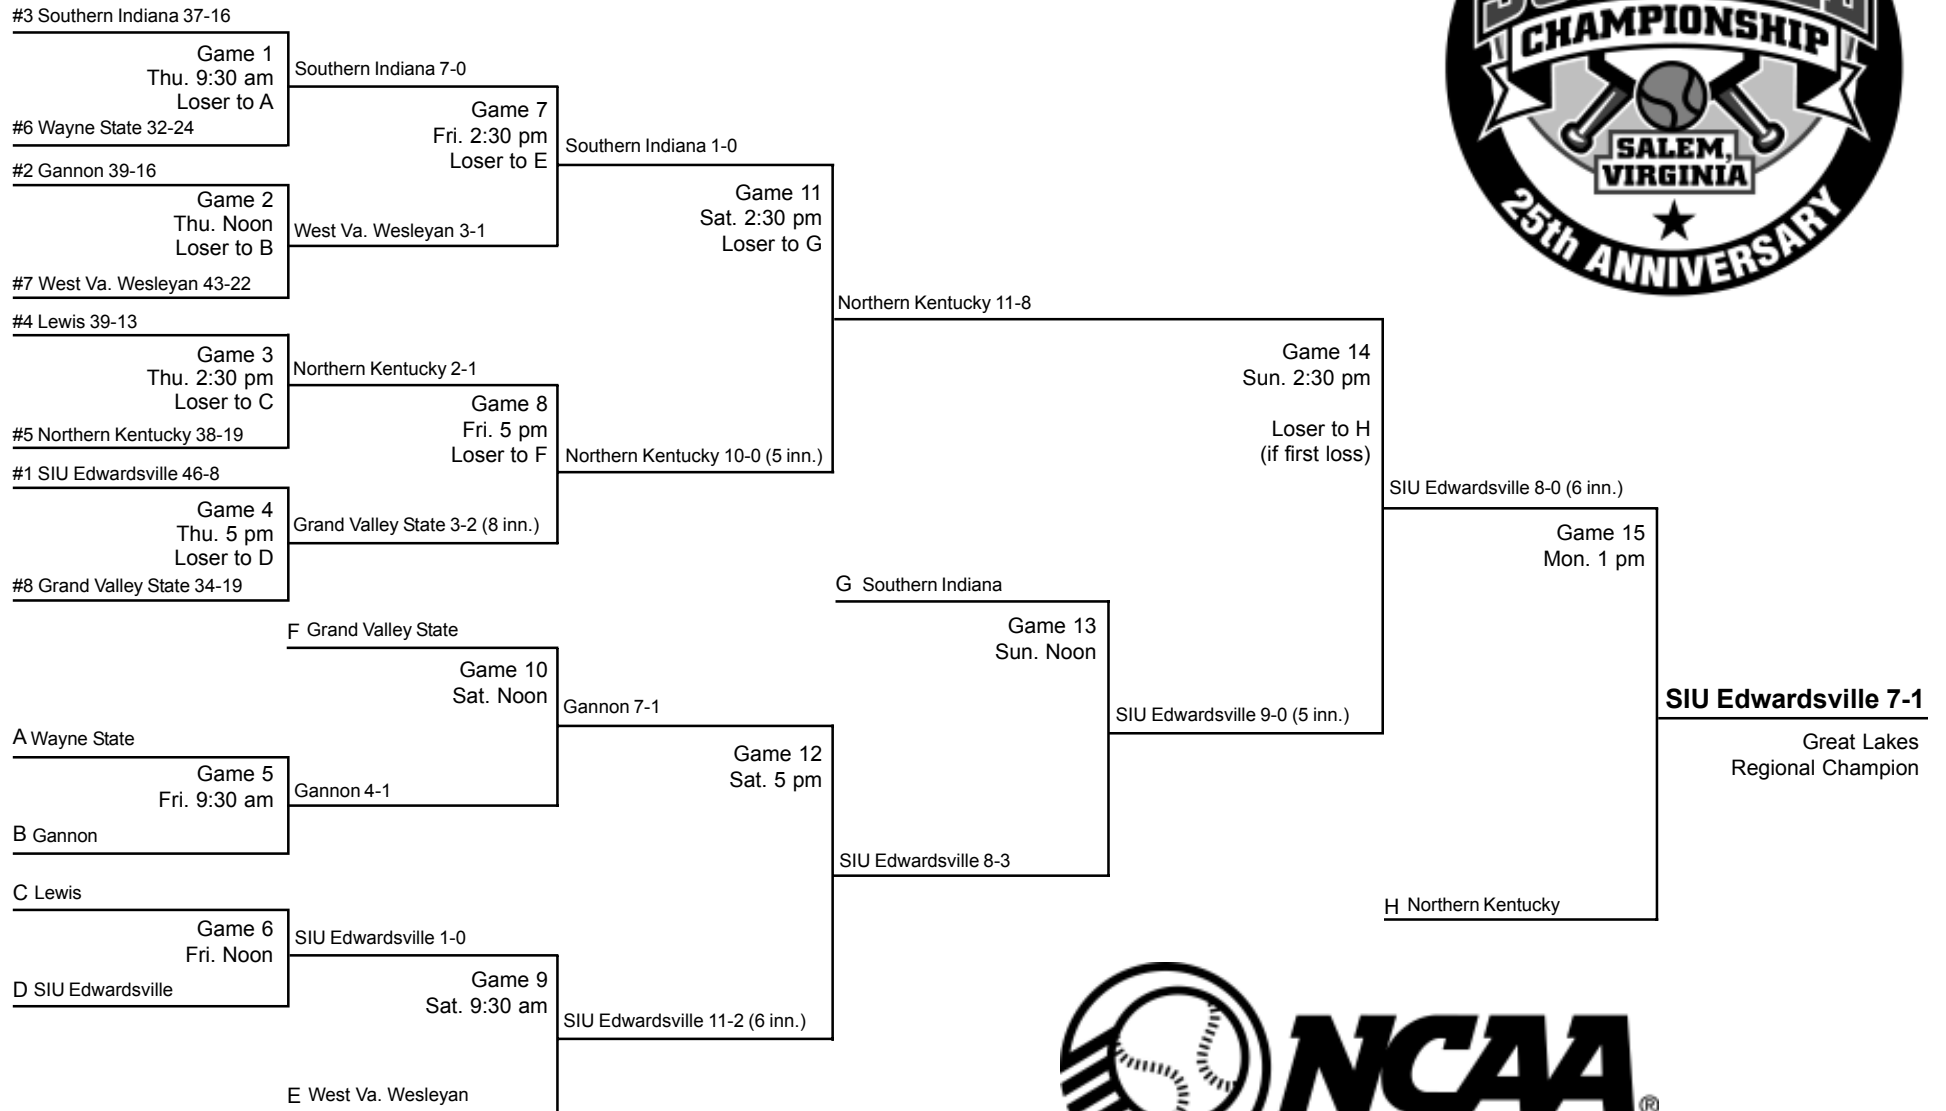 #3 Southern Indiana 37-16
Game 1
Thu. 9:30 am
Loser to A
#6 Wayne State 32-24
Southern Indiana 7-0
#2 Gannon 39-16
Game 2
Thu. Noon
Loser to B
#7 West Va. Wesleyan 43-22
West Va. Wesleyan 3-1
Game 7
Fri. 2:30 pm
Loser to E
Southern Indiana 1-0
#4 Lewis 39-13
Game 3
Thu. 2:30 pm
Loser to C
#5 Northern Kentucky 38-19
Northern Kentucky 2-1
#1 SIU Edwardsville 46-8
Game 4
Thu. 5 pm
Loser to D
#8 Grand Valley State 34-19
Grand Valley State 3-2 (8 inn.)
Game 8
Fri. 5 pm
Loser to F
Northern Kentucky 10-0 (5 inn.)
Game 11
Sat. 2:30 pm
Loser to G
Northern Kentucky 11-8
F Grand Valley State
Game 10
Sat. Noon
A Wayne State
Game 5
Fri. 9:30 am
B Gannon
Gannon 4-1
Gannon 7-1
C Lewis
Game 6
Fri. Noon
D SIU Edwardsville
SIU Edwardsville 1-0
Game 9
Sat. 9:30 am
E West Va. Wesleyan
SIU Edwardsville 11-2 (6 inn.)
Game 12
Sat. 5 pm
SIU Edwardsville 8-3
G Southern Indiana
Game 13
Sun. Noon
SIU Edwardsville 9-0 (5 inn.)
Game 14
Sun. 2:30 pm
Loser to H
(if first loss)
SIU Edwardsville 8-0 (6 inn.)
Game 15
Mon. 1 pm
H Northern Kentucky
SIU Edwardsville 7-1
Great Lakes
Regional Champion
CHAMPIONSHIP
SALEM,
VIRGINIA
25th ANNIVERSARY
NCAA
®